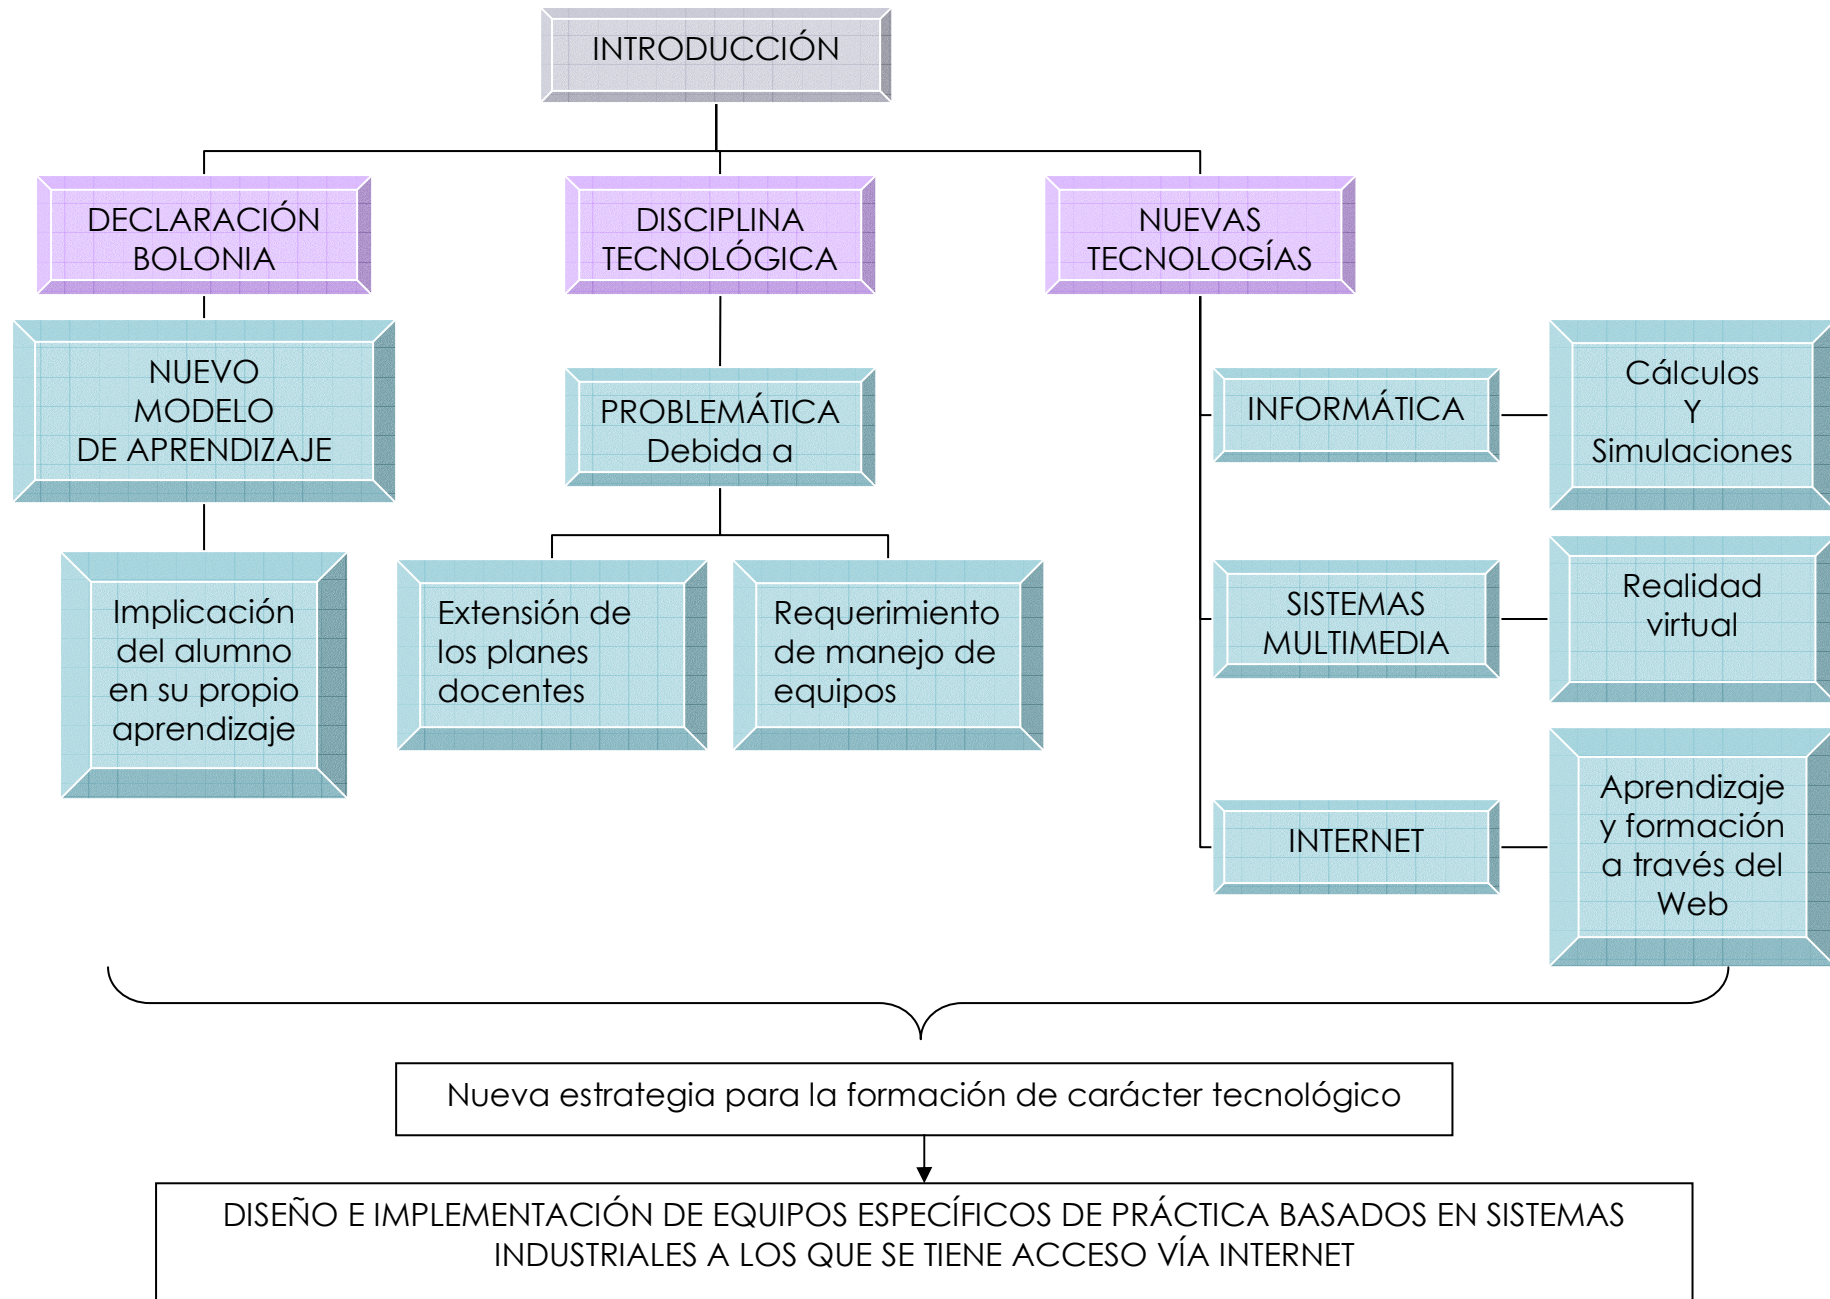 INTRODUCCIÓN
DECLARACIÓN
BOLONIA
DISCIPLINA
TECNOLÓGICA
NUEVAS
TECNOLOGÍAS
NUEVO
MODELO
DE APRENDIZAJE
PROBLEMÁTICA
Debida a
INFORMÁTICA
Cálculos
Y
Simulaciones
Implicación
del alumno
en su propio
aprendizaje
Extensión de
los planes
docentes
Requerimiento
de manejo de
equipos
SISTEMAS
MULTIMEDIA
Realidad
virtual
INTERNET
Aprendizaje
y formación
a través del
Web
Nueva estrategia para la formación de carácter tecnológico
DISEÑO E IMPLEMENTACIÓN DE EQUIPOS ESPECÍFICOS DE PRÁCTICA BASADOS EN SISTEMAS
INDUSTRIALES A LOS QUE SE TIENE ACCESO VÍA INTERNET